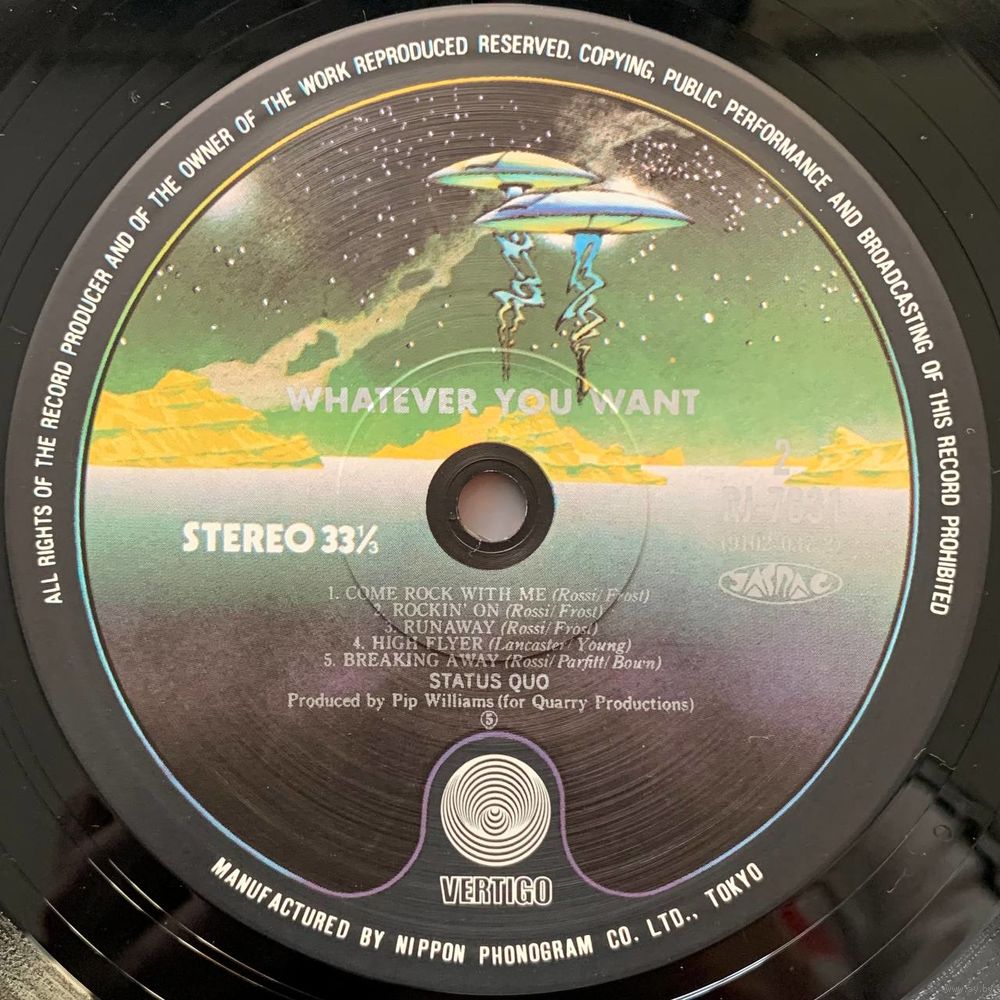 ALL RIGHTS OF THE RECORD PRODUCER AND OF THE OWNER OF THE WORK REPRODUCED RESERVED. COPYING, PUBLIC PERFORMANCE AND BROADCASTING OF THIS RECORD PROHIBITED
WHATEVER YOU WANT
2
STEREO 33⅓
JASRAC
1. COME ROCK WITH ME (Rossi/Frost)
2. ROCKIN' ON (Rossi/Frost)
3. RUNAWAY (Rossi/Frost)
4. HIGH FLYER (Lancaster/Young)
5. BREAKING AWAY (Rossi/Parfitt/Bown)
STATUS QUO
Produced by Pip Williams (for Quarry Productions)
Ⓢ
VERTIGO
MANUFACTURED BY NIPPON PHONOGRAM CO. LTD., TOKYO